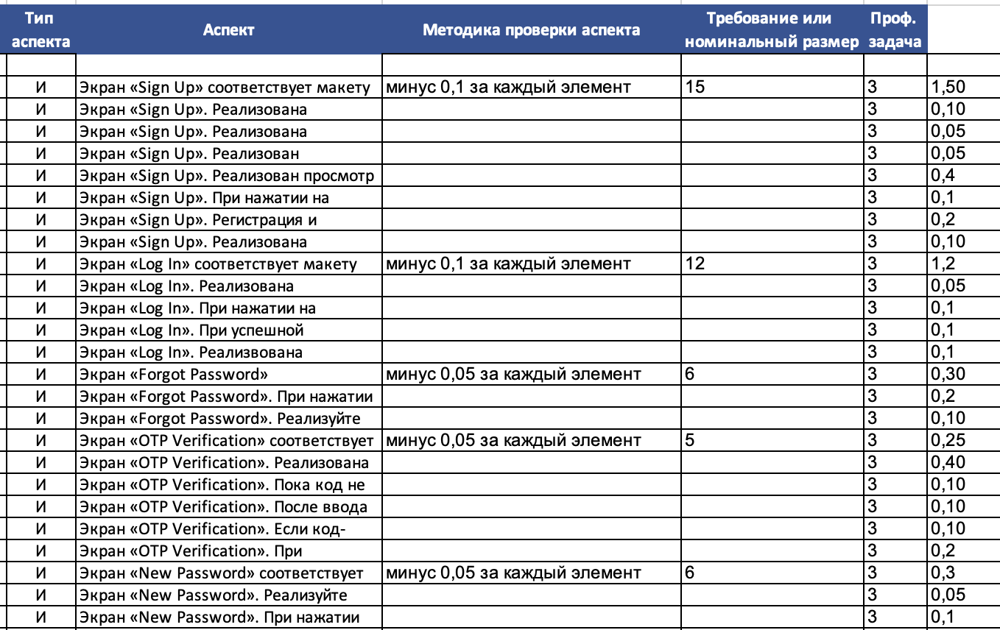 Тип аспекта Аспект Методика проверки аспекта Требование или номинальный размер Проф. задача
И Экран «Sign Up» соответствует макету минус 0,1 за каждый элемент 15 3 1,50
И Экран «Sign Up». Реализована 3 0,10
И Экран «Sign Up». Реализована 3 0,05
И Экран «Sign Up». Реализован 3 0,05
И Экран «Sign Up». Реализован просмотр 3 0,4
И Экран «Sign Up». При нажатии на 3 0,1
И Экран «Sign Up». Регистрация и 3 0,2
И Экран «Sign Up». Реализована 3 0,10
И Экран «Log In» соответствует макету минус 0,1 за каждый элемент 12 3 1,2
И Экран «Log In». Реализована 3 0,05
И Экран «Log In». При нажатии на 3 0,1
И Экран «Log In». При успешной 3 0,1
И Экран «Log In». Реализвована 3 0,1
И Экран «Forgot Password» минус 0,05 за каждый элемент 6 3 0,30
И Экран «Forgot Password». При нажатии 3 0,2
И Экран «Forgot Password». Реализуйте 3 0,10
И Экран «OTP Verification» соответствует минус 0,05 за каждый элемент 5 3 0,25
И Экран «OTP Verification». Реализована 3 0,40
И Экран «OTP Verification». Пока код не 3 0,10
И Экран «OTP Verification». После ввода 3 0,10
И Экран «OTP Verification». Если код- 3 0,10
И Экран «OTP Verification». При 3 0,2
И Экран «New Password» соответствует минус 0,05 за каждый элемент 6 3 0,3
И Экран «New Password». Реализуйте 3 0,05
И Экран «New Password». При нажатии 3 0,1